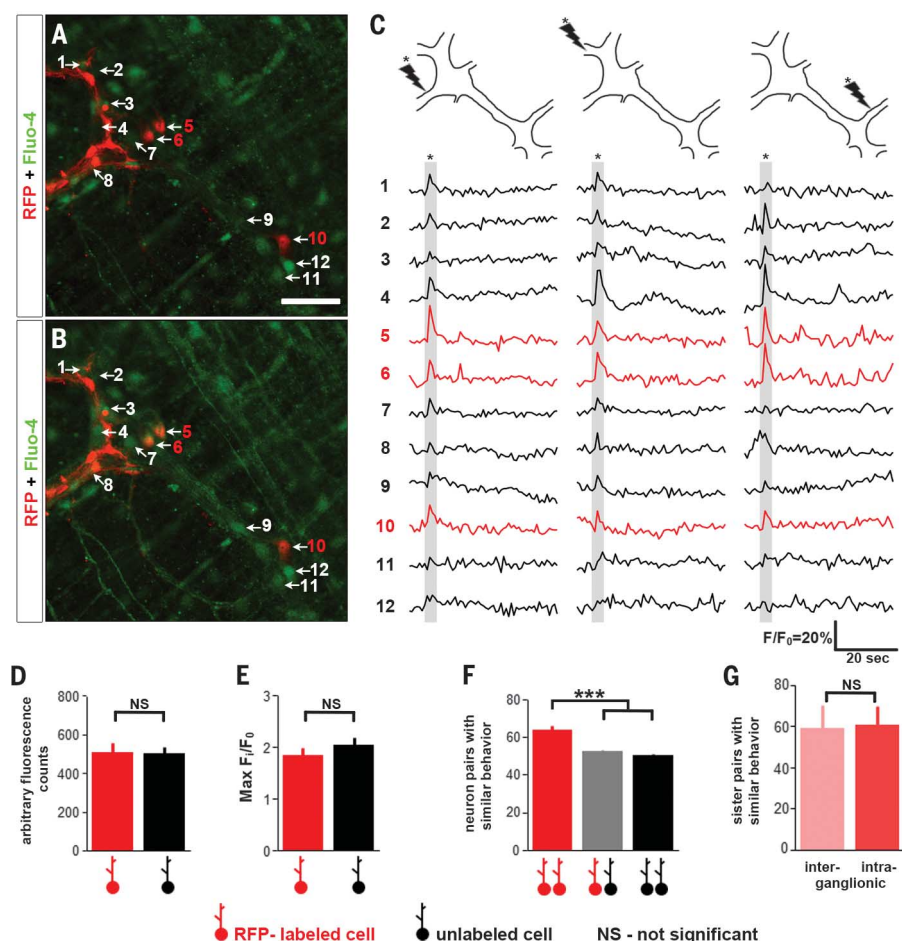 A
RFP + Fluo-4
1
2
3
4
5
6
7
8
9
10
12
11
B
RFP + Fluo-4
1
2
3
4
5
6
7
8
9
10
12
11
C
*
*
*
*
*
*
1
2
3
4
5
6
7
8
9
10
11
12
F/F₀=20%
20 sec
D
arbitrary fluorescence
counts
800
600
400
200
0
NS
E
Max Fᵢ/F₀
3
2
1
0
NS
F
neuron pairs with
similar behavior
80
60
40
20
0
***
G
sister pairs with
similar behavior
80
60
40
20
0
NS
inter- intra-
ganglionic
RFP- labeled cell
unlabeled cell
NS - not significant